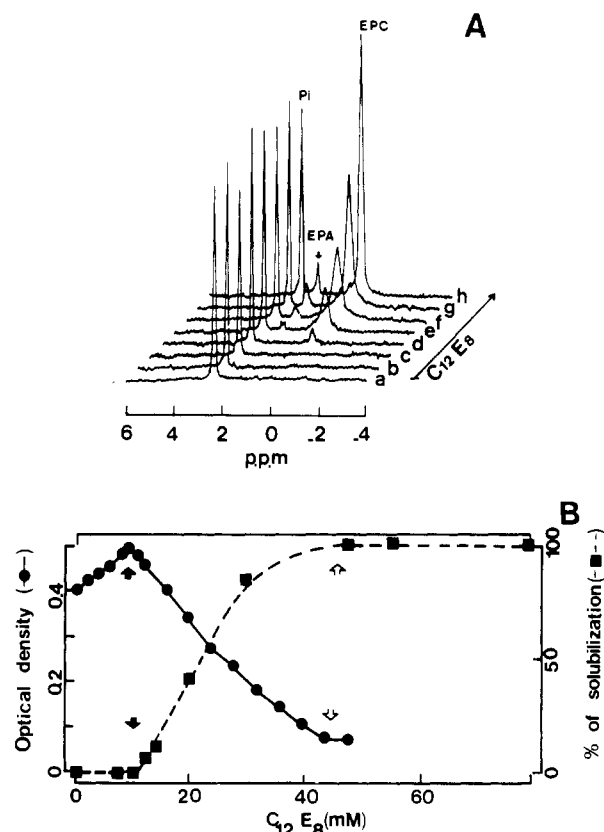 A
EPC
Pi
EPA
h
g
f
e
d
c
b
a
C12 E8
6 4 2 0 -2 -4
p.p.m
B
Optical density (-●-)
0.4
0.2
0
% of solubilization (-■--)
100
50
0
0 20 40 60
C12 E8 (mM)